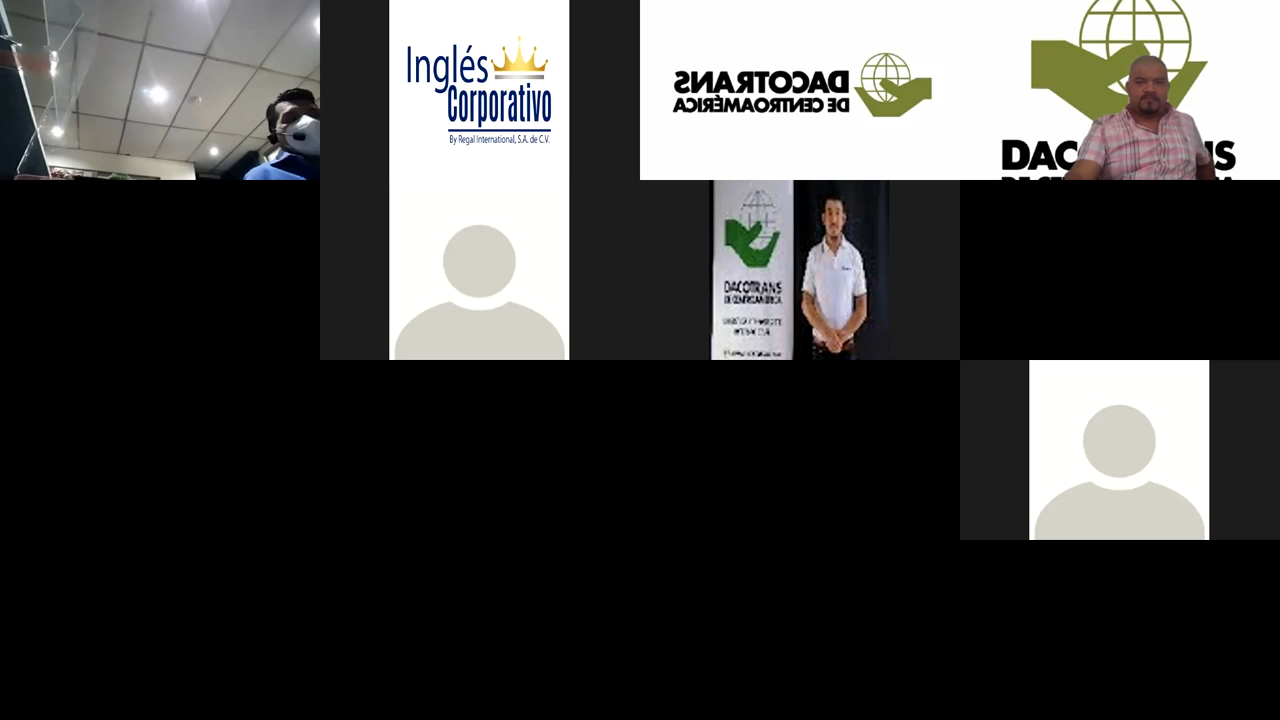 Inglés
Corporativo
By Regal International, S.A. de C.V.
DACOTRANS
DE CENTROAMÉRICA
DAC
NS
DACOTRANS
DE CENTROAMÉRICA